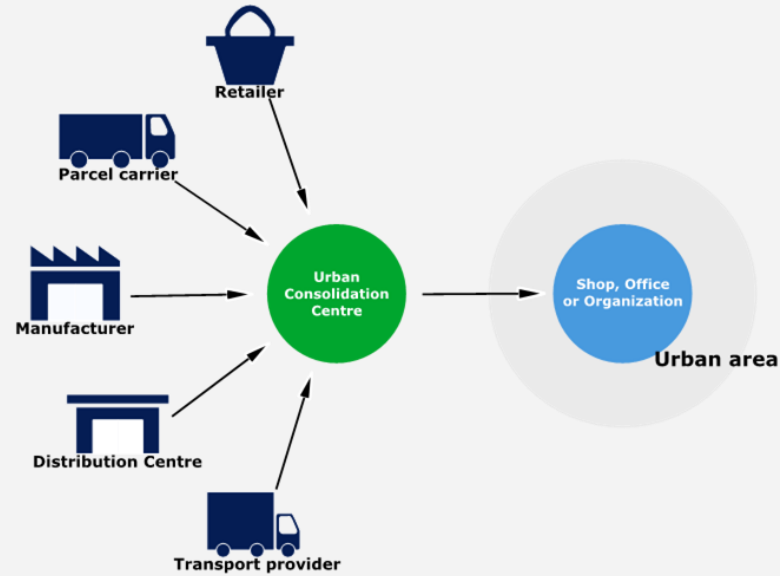 Retailer
Parcel carrier
Manufacturer
Distribution Centre
Transport provider
Urban
Consolidation
Centre
Shop, Office
or Organization
Urban area